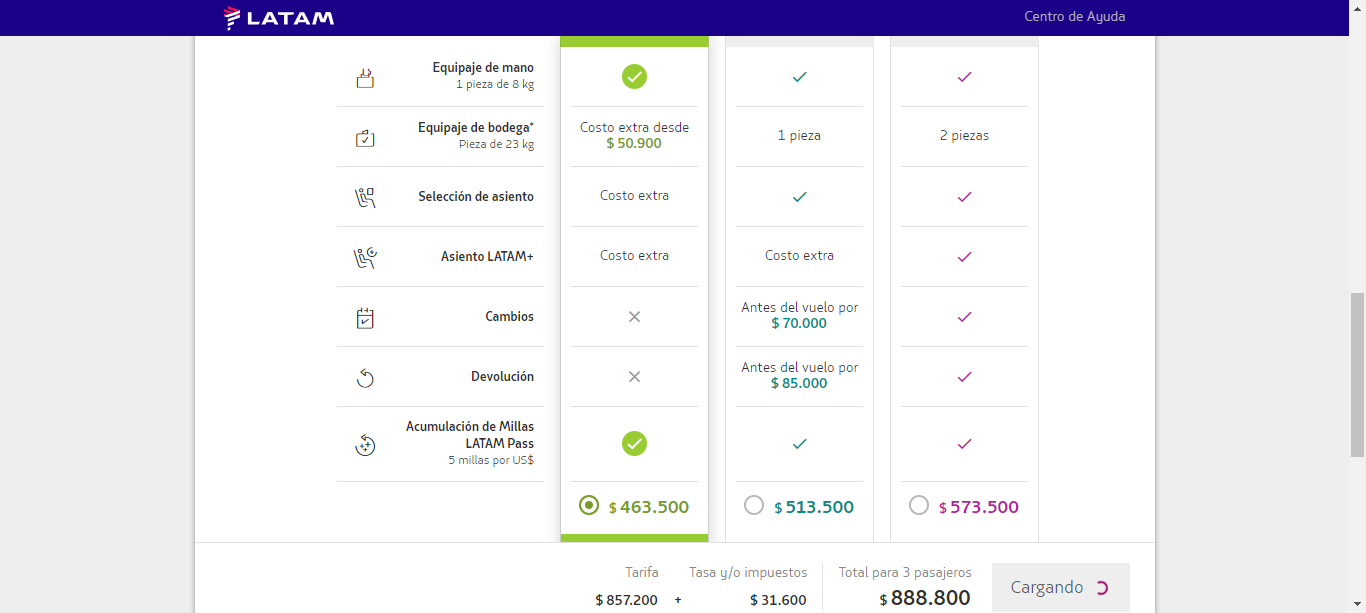 LATAM
Centro de Ayuda
Equipaje de mano
1 pieza de 8 kg
Equipaje de bodega*
Pieza de 23 kg
Costo extra desde
$ 50.900
1 pieza
2 piezas
Selección de asiento
Costo extra
Asiento LATAM+
Costo extra
Costo extra
Cambios
Antes del vuelo por
$ 70.000
Devolución
Antes del vuelo por
$ 85.000
Acumulación de Millas
LATAM Pass
5 millas por US$
$ 463.500
$ 513.500
$ 573.500
Tarifa
Tasa y/o impuestos
Total para 3 pasajeros
$ 857.200 + $ 31.600
$ 888.800
Cargando